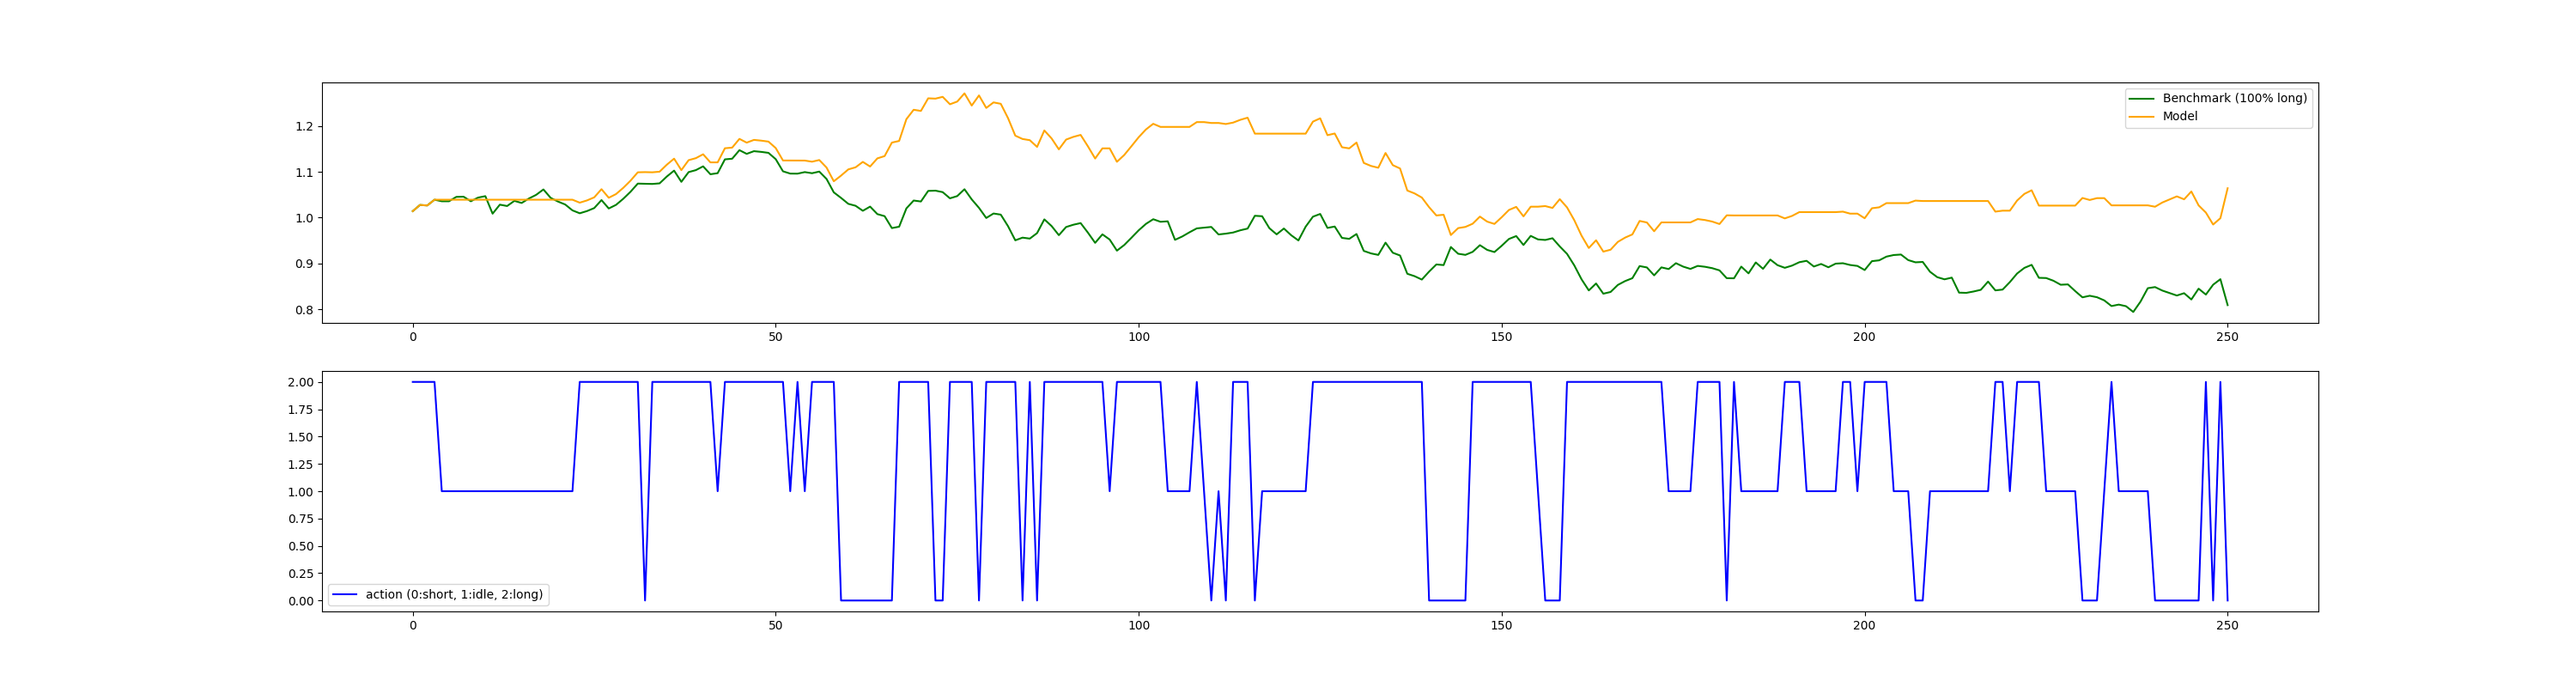 Benchmark (100% long)
Model
1.2
1.1
1.0
0.9
0.8
0 50 100 150 200 250
2.00
1.75
1.50
1.25
1.00
0.75
0.50
0.25
0.00
action (0:short, 1:idle, 2:long)
0 50 100 150 200 250